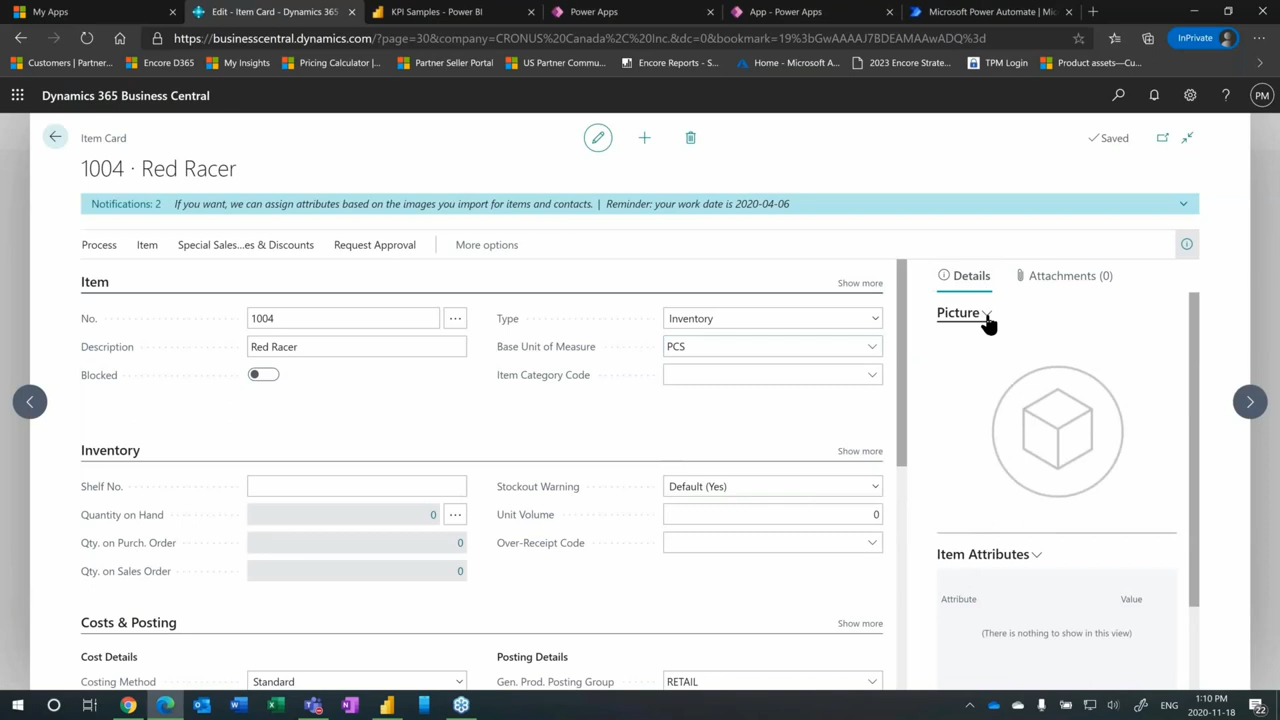 My Apps
Edit - Item Card - Dynamics 365
KPI Samples - Power BI
Power Apps
App - Power Apps
Microsoft Power Automate | Mic
https://businesscentral.dynamics.com/?page=30&company=CRONUS%20Canada%2C%20Inc.&dc=0&bookmark=19%3bGwAAAAJ7BDEAMAAwADQ%3d
InPrivate
Customers | Partner...
Encore D365
My Insights
Pricing Calculator |...
Partner Seller Portal
US Partner Commu...
Encore Reports - S...
Home - Microsoft A...
2023 Encore Strate...
TPM Login
Product assets—Cu...
Dynamics 365 Business Central
PM
Item Card
Saved
1004 · Red Racer
Notifications: 2 If you want, we can assign attributes based on the images you import for items and contacts. | Reminder: your work date is 2020-04-06
Process Item Special Sales...es & Discounts Request Approval More options
Details Attachments (0)
Item Show more
Picture
No. 1004 ... Type Inventory
Description Red Racer Base Unit of Measure PCS
Blocked Item Category Code
Inventory Show more
Shelf No. Stockout Warning Default (Yes)
Quantity on Hand 0 ... Unit Volume 0
Qty. on Purch. Order 0 Over-Receipt Code
Qty. on Sales Order 0
Item Attributes
Attribute Value
(There is nothing to show in this view)
Costs & Posting Show more
Cost Details Posting Details
Costing Method Standard Gen. Prod. Posting Group RETAIL
ENG
1:10 PM
2020-11-18
22